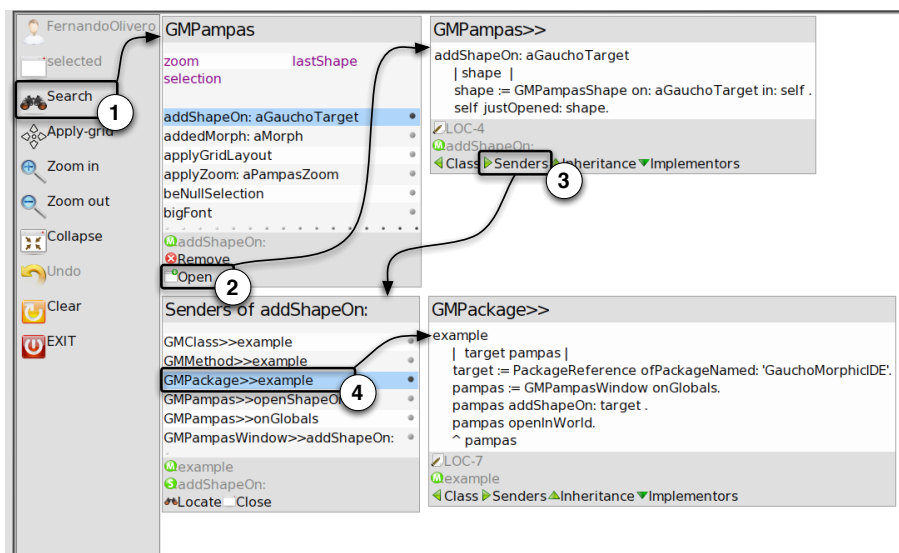 FernandoOlivero
selected
Search
1
Apply-grid
Zoom in
Zoom out
Collapse
Undo
Clear
EXIT
GMPampas
zoom lastShape
selection
addShapeOn: aGauchoTarget
addedMorph: aMorph
applyGridLayout
applyZoom: aPampasZoom
beNullSelection
bigFont
addShapeOn:
Remove
Open
2
GMPampas>>
addShapeOn: aGauchoTarget
| shape |
shape := GMPampasShape on: aGauchoTarget in: self .
self justOpened: shape.
LOC-4
addShapeOn:
Class Senders Inheritance Implementors
3
Senders of addShapeOn:
GMClass>>example
GMMethod>>example
GMPackage>>example
4
GMPampas>>openShapeO
GMPampas>>onGlobals
GMPampasWindow>>addShapeOn:
example
addShapeOn:
Locate Close
GMPackage>>
example
| target pampas |
target := PackageReference ofPackageNamed: 'GauchoMorphicIDE'.
pampas := GMPampasWindow onGlobals.
pampas addShapeOn: target .
pampas openInWorld.
^ pampas
LOC-7
example
Class Senders Inheritance Implementors